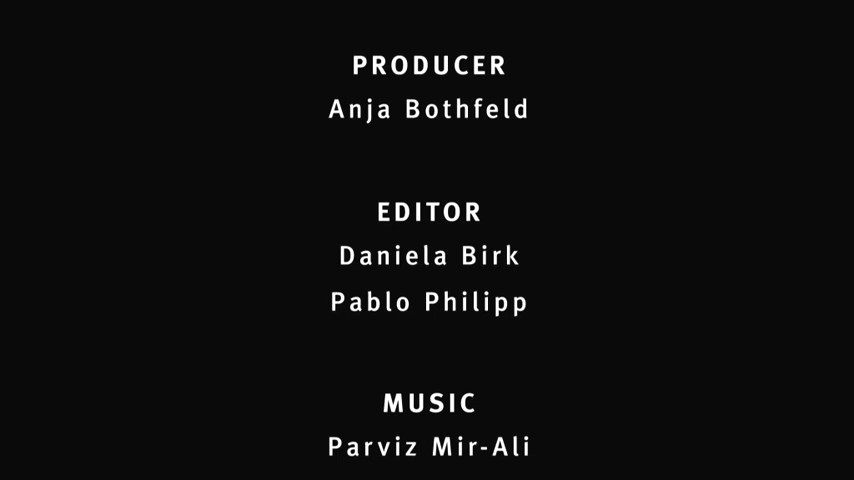 PRODUCER
Anja Bothfeld
EDITOR
Daniela Birk
Pablo Philipp
MUSIC
Parviz Mir-Ali